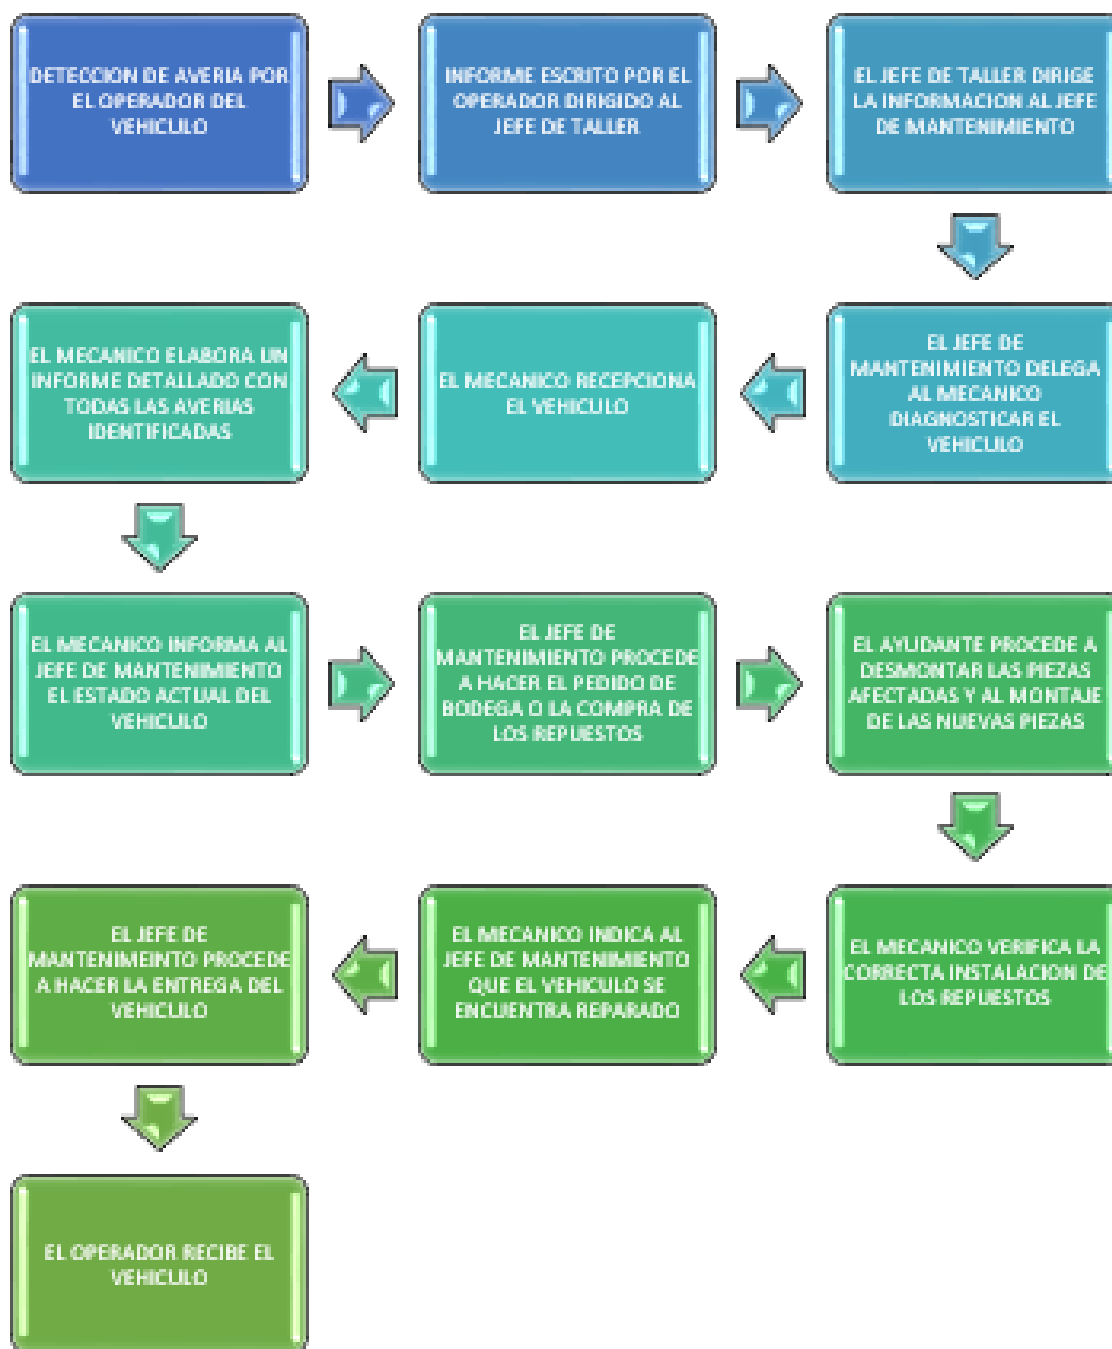 DETECCION DE AVERIA POR
EL OPERADOR DEL
VEHICULO
INFORME ESCRITO POR EL
OPERADOR DIRIGIDO AL
JEFE DE TALLER
EL JEFE DE TALLER DIRIGE
LA INFORMACION AL JEFE
DE MANTENIMIENTO
EL JEFE DE
MANTENIMIENTO DELEGA
AL MECANICO
DIAGNOSTICAR EL
VEHICULO
EL MECANICO RECEPCIONA
EL VEHICULO
EL MECANICO ELABORA UN
INFORME DETALLADO CON
TODAS LAS AVERIAS
IDENTIFICADAS
EL MECANICO INFORMA AL
JEFE DE MANTENIMIENTO
EL ESTADO ACTUAL DEL
VEHICULO
EL JEFE DE
MANTENIMIENTO PROCEDE
A HACER EL PEDIDO DE
BODEGA O LA COMPRA DE
LOS REPUESTOS
EL AYUDANTE PROCEDE A
DESMONTAR LAS PIEZAS
AFECTADAS Y AL MONTAJE
DE LAS NUEVAS PIEZAS
EL MECANICO VERIFICA LA
CORRECTA INSTALACION DE
LOS REPUESTOS
EL MECANICO INDICA AL
JEFE DE MANTENIMIENTO
QUE EL VEHICULO SE
ENCUENTRA REPARADO
EL JEFE DE
MANTENIMEINTO PROCEDE
A HACER LA ENTREGA DEL
VEHICULO
EL OPERADOR RECIBE EL
VEHICULO